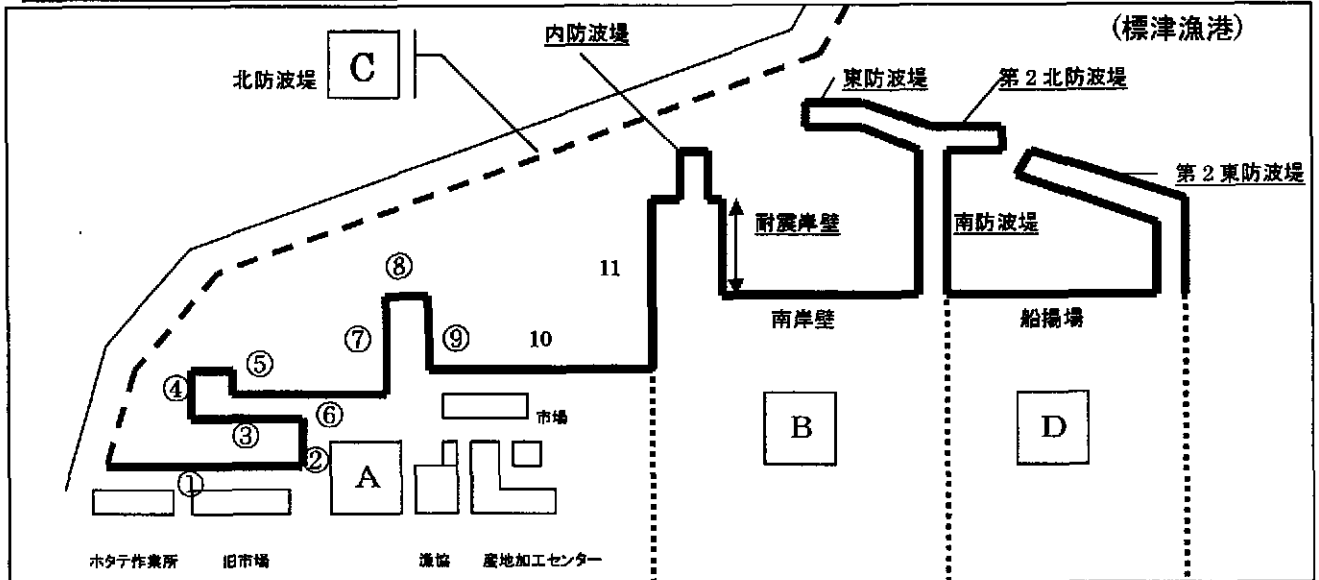 (標津漁港)
内防波堤
C
北防波堤
東防波堤
第2北防波堤
第2東防波堤
耐震岸壁
南防波堤
⑧
11
南岸壁
船揚場
⑦
⑨
10
⑤
④
⑥
市場
③
②
A
B
D
①
ホタテ作業所
旧市場
漁協
産地加工センター